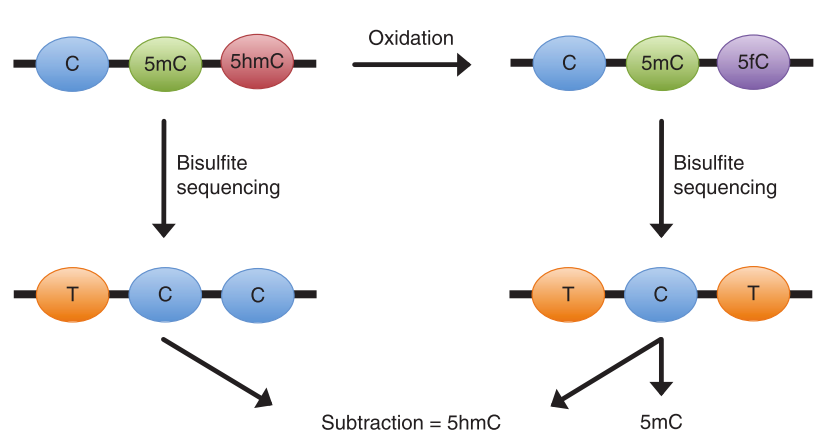 Oxidation
C 5mC 5hmC
C 5mC 5fC
Bisulfite
sequencing
Bisulfite
sequencing
T C C
T C T
Subtraction = 5hmC
5mC